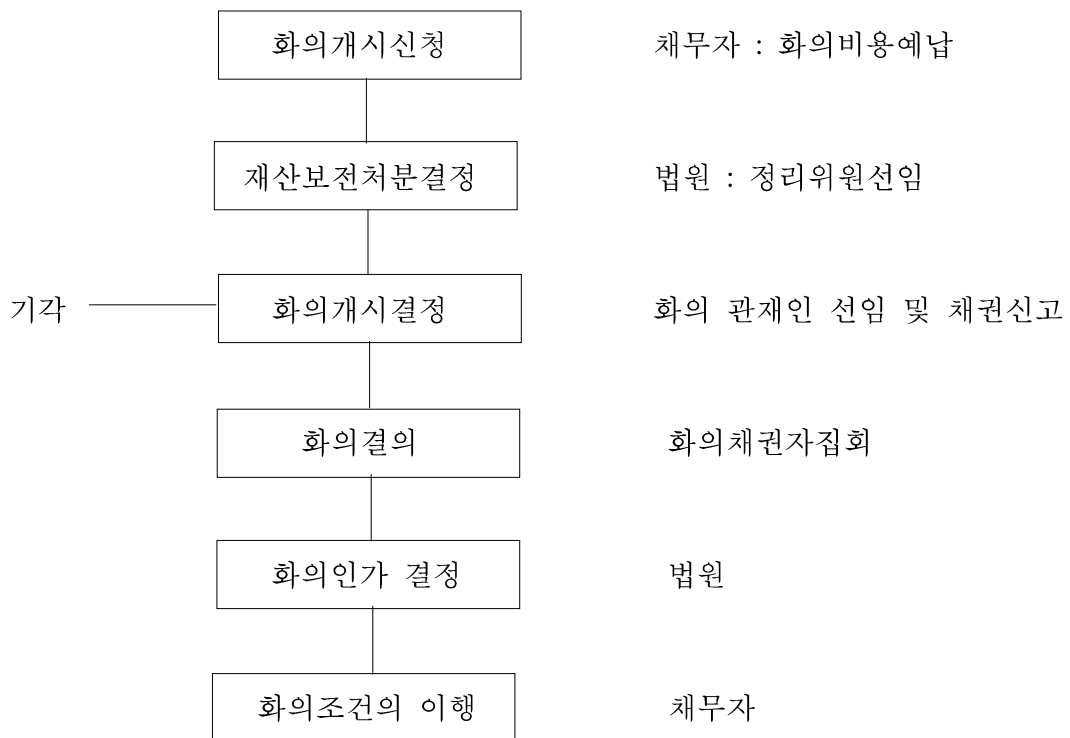 화의개시신청 채무자 : 화의비용예납
재산보전처분결정 법원 : 정리위원선임
기각 화의개시결정 화의 관재인 선임 및 채권신고
화의결의 화의채권자집회
화의인가 결정 법원
화의조건의 이행 채무자